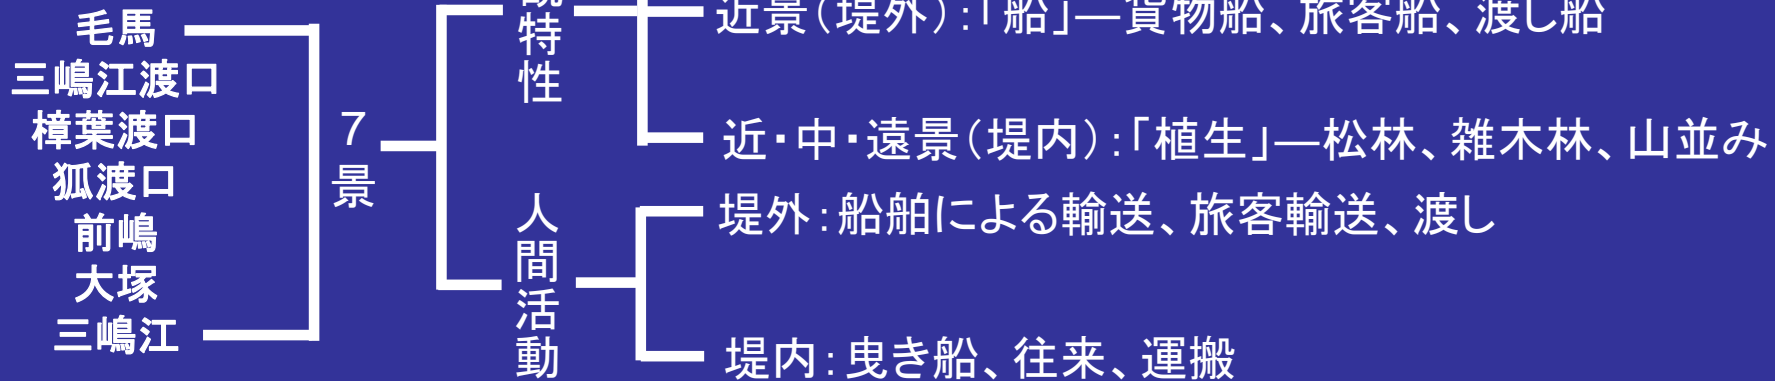 毛馬
三嶋江渡口
樟葉渡口
狐渡口
前嶋
大塚
三嶋江
7景
特性
近景（堤外）：「船」―貨物船、旅客船、渡し船
近・中・遠景（堤内）：「植生」―松林、雑木林、山並み
人間活動
堤外：船舶による輸送、旅客輸送、渡し
堤内：曳き船、往来、運搬